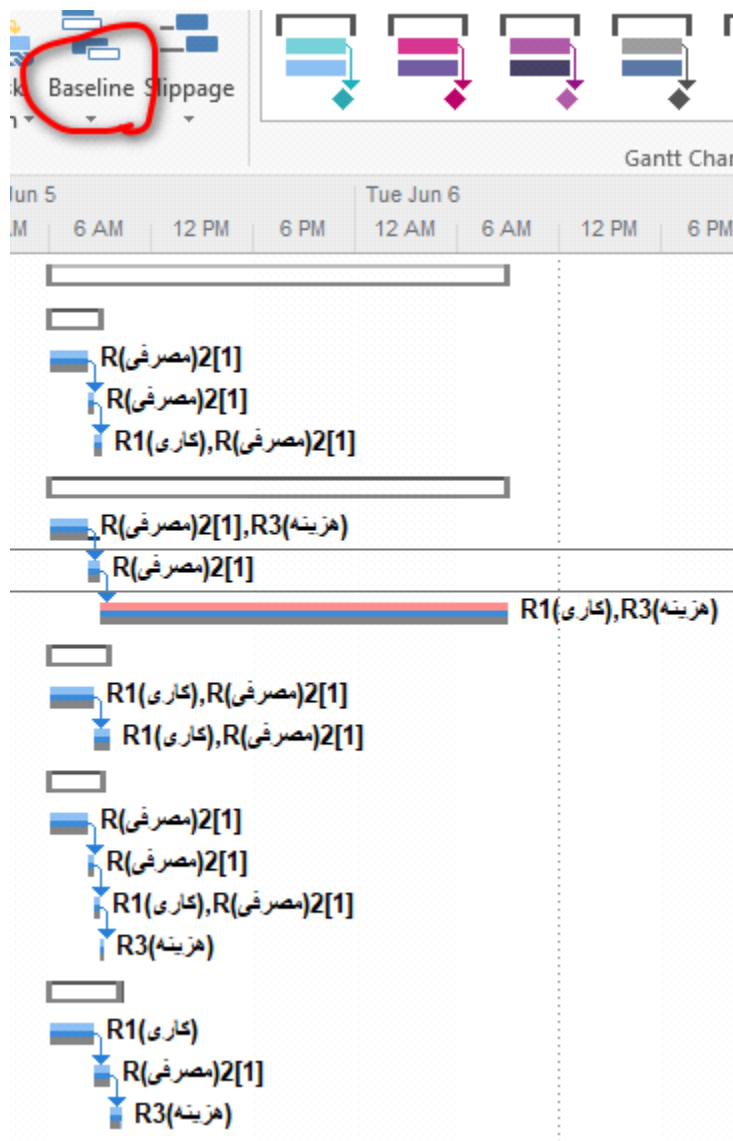 Baseline Slippage
Gantt Char
Jun 5 Tue Jun 6
6 AM 12 PM 6 PM 12 AM 6 AM 12 PM 6 PM
R(مصرفی)2[1]
R(مصرفی)2[1]
R1(کاری),R(مصرفی)2[1]
R(مصرفی)2[1],R3(هزینه)
R(مصرفی)2[1]
R1(کاری),R3(هزینه)
R1(کاری),R(مصرفی)2[1]
R1(کاری),R(مصرفی)2[1]
R(مصرفی)2[1]
R(مصرفی)2[1]
R1(کاری),R(مصرفی)2[1]
R3(هزینه)
R1(کاری)
R(مصرفی)2[1]
R3(هزینه)